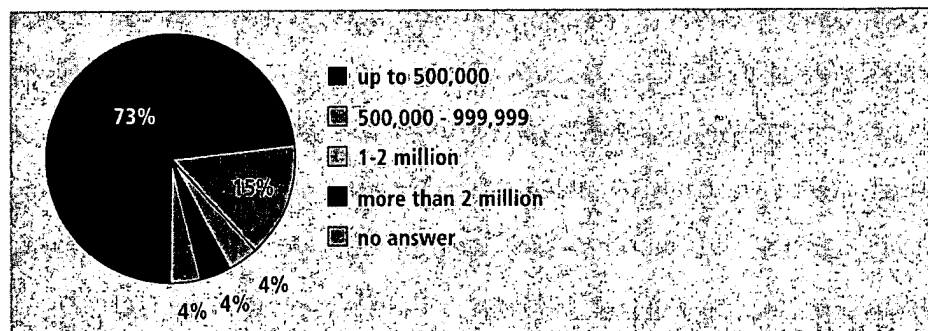 73%
15%
4%
4%
4%
up to 500,000
500,000 - 999,999
1-2 million
more than 2 million
no answer